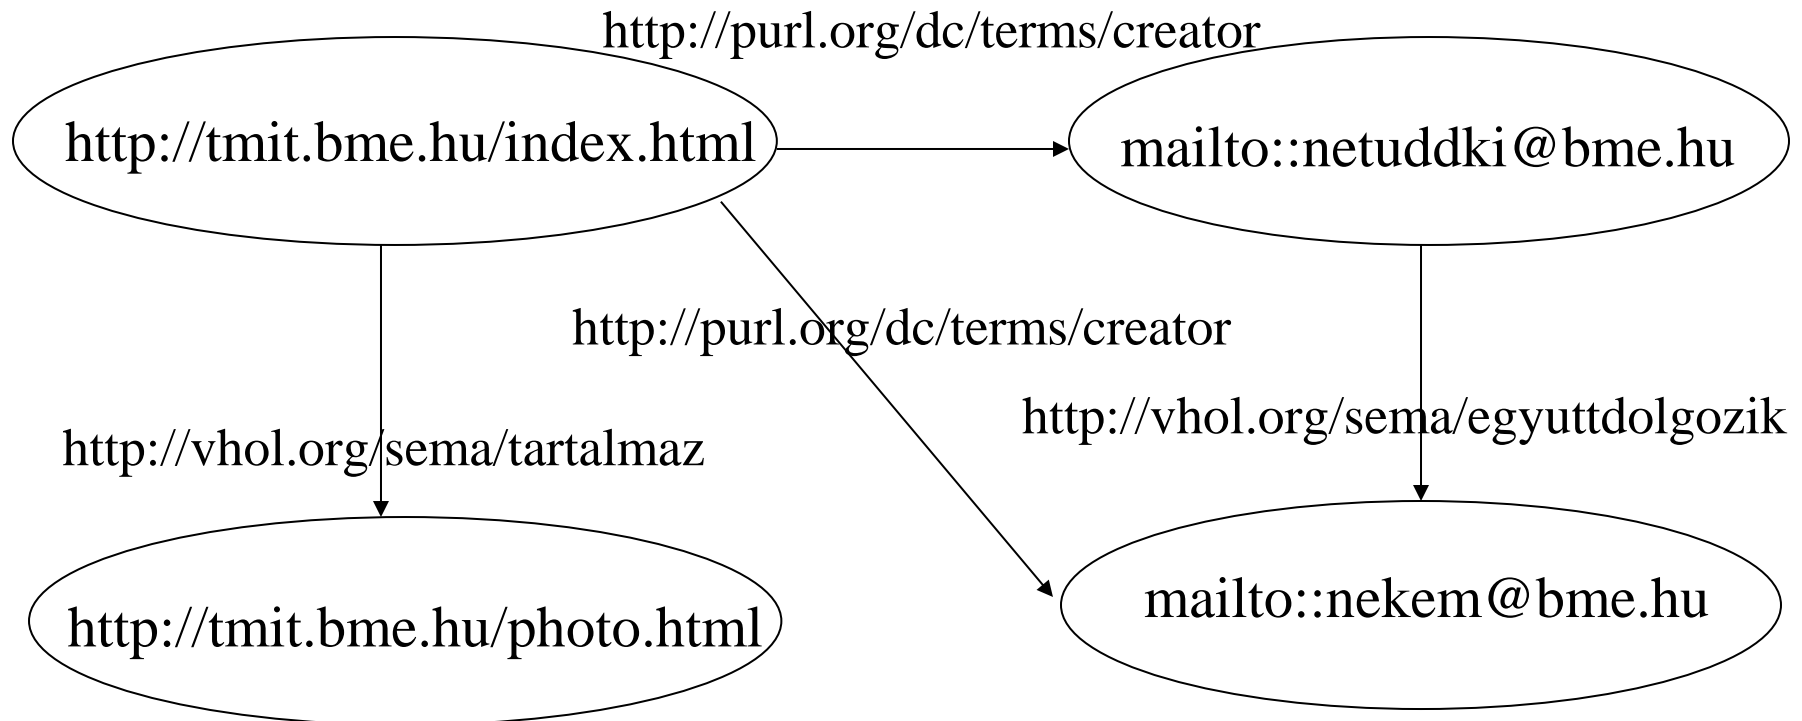 http://purl.org/dc/terms/creator
http://tmit.bme.hu/index.html
mailto::netuddki@bme.hu
http://purl.org/dc/terms/creator
http://vhol.org/sema/egyuttdolgozik
http://vhol.org/sema/tartalmaz
mailto::nekem@bme.hu
http://tmit.bme.hu/photo.html